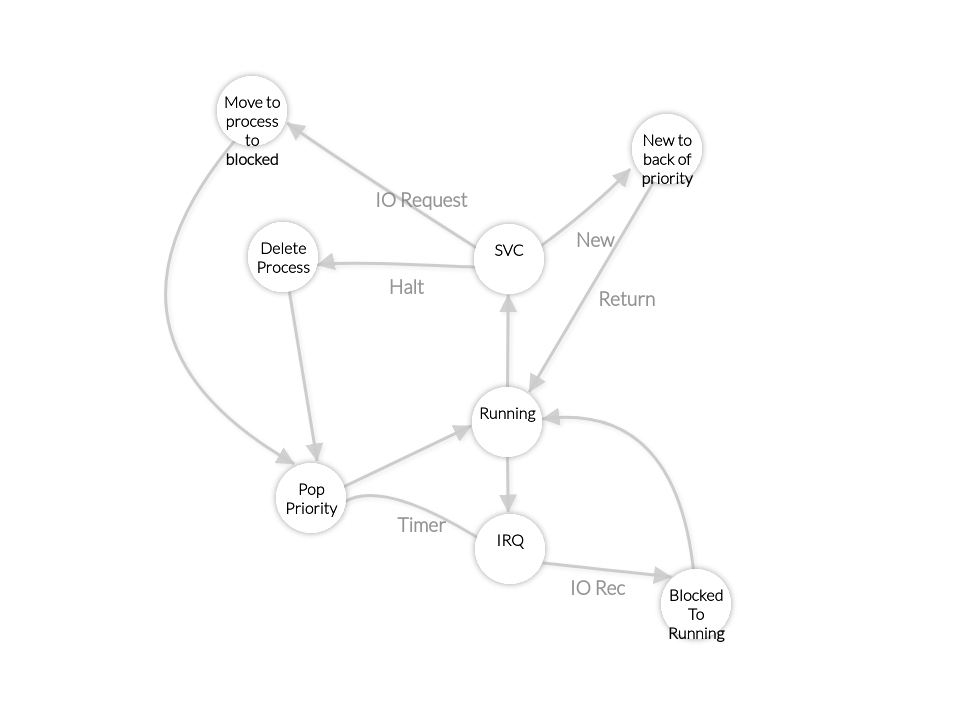 Move to
process
to
blocked
New to
back of
priority
IO Request
New
SVC
Delete
Process
Halt
Return
Running
Pop
Priority
Timer
IRQ
IO Rec
Blocked
To
Running